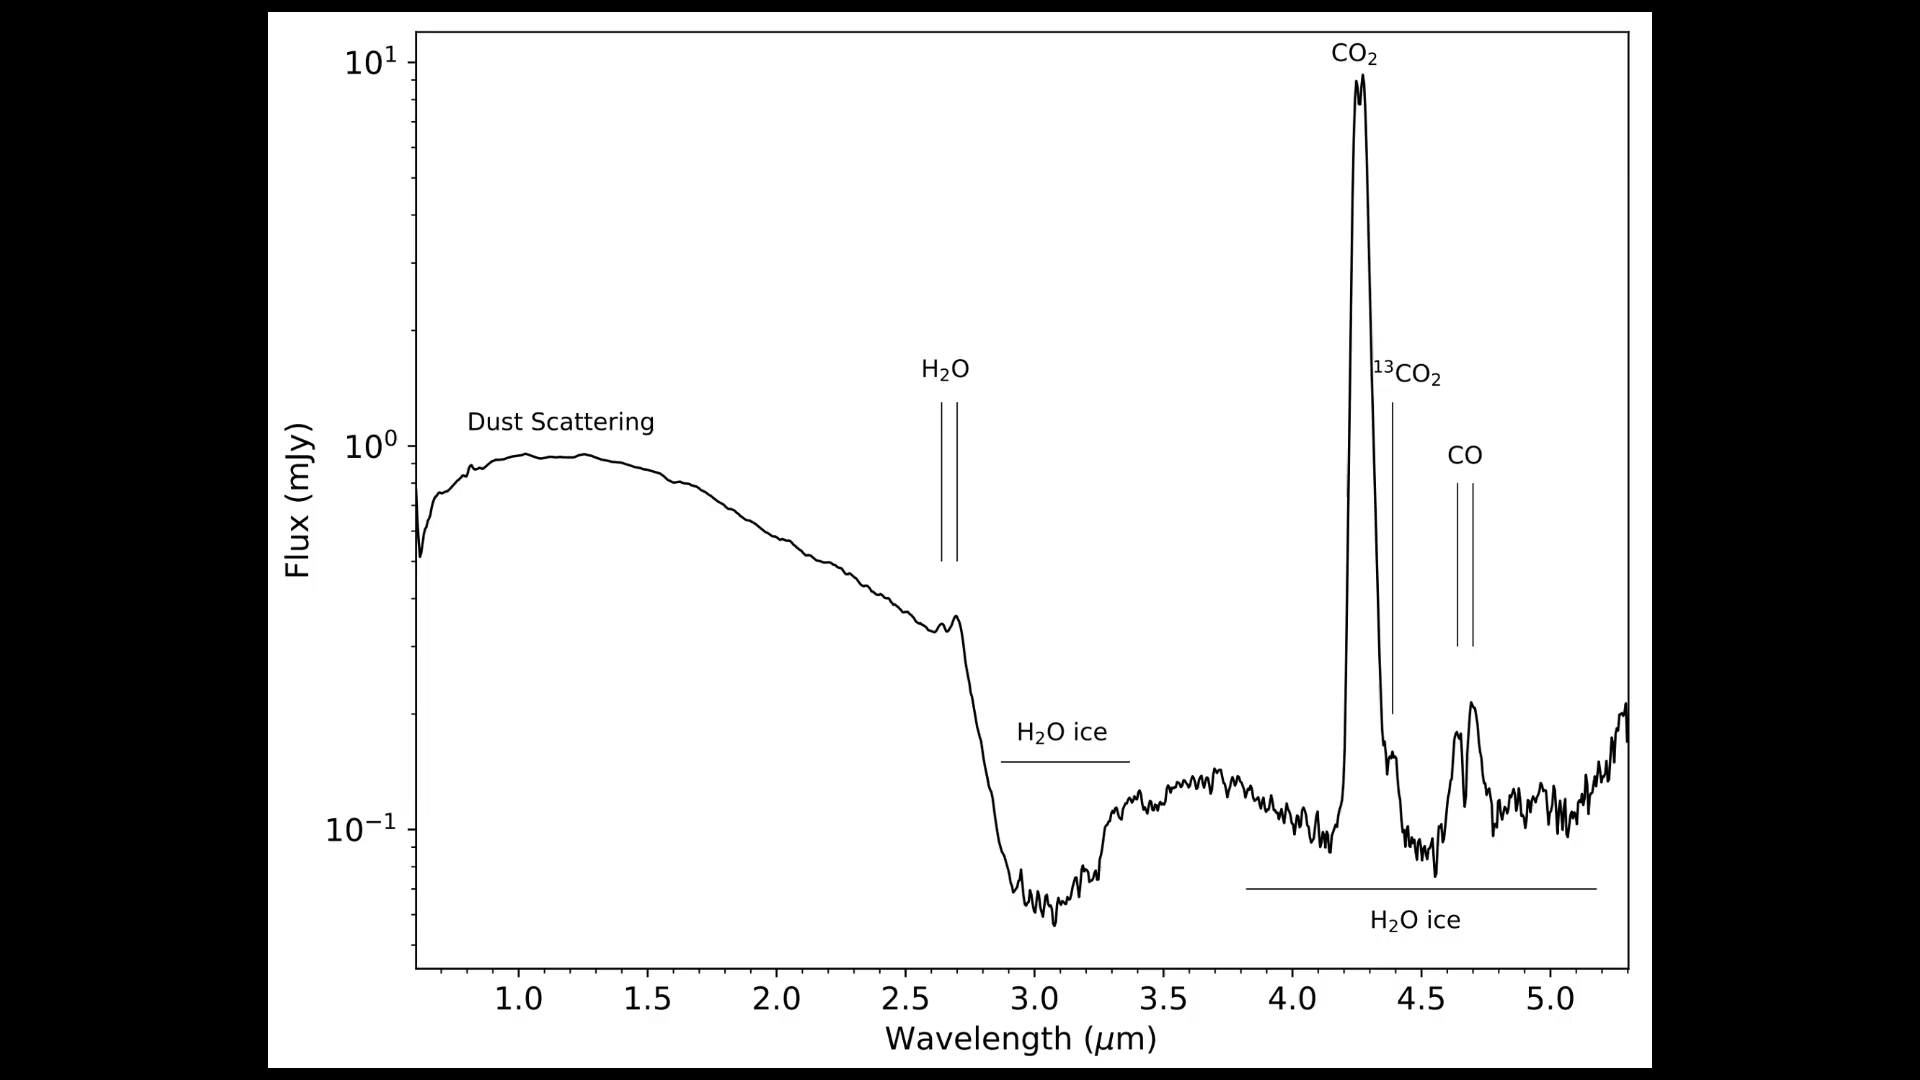 CO₂
10¹
H₂O
¹³CO₂
Dust Scattering
10⁰
CO
Flux (mJy)
H₂O ice
10⁻¹
H₂O ice
1.0 1.5 2.0 2.5 3.0 3.5 4.0 4.5 5.0
Wavelength (μm)